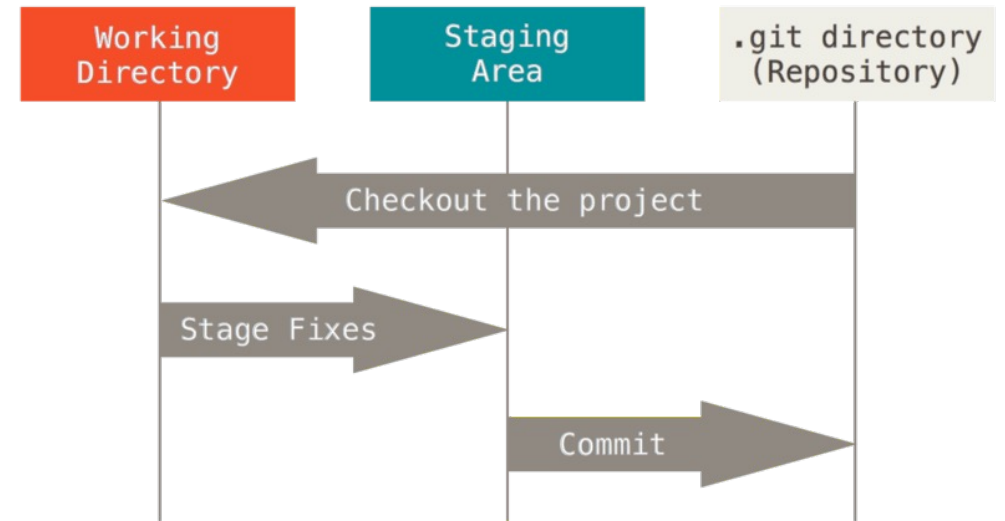 Working
Directory
Staging
Area
.git directory
(Repository)
Checkout the project
Stage Fixes
Commit